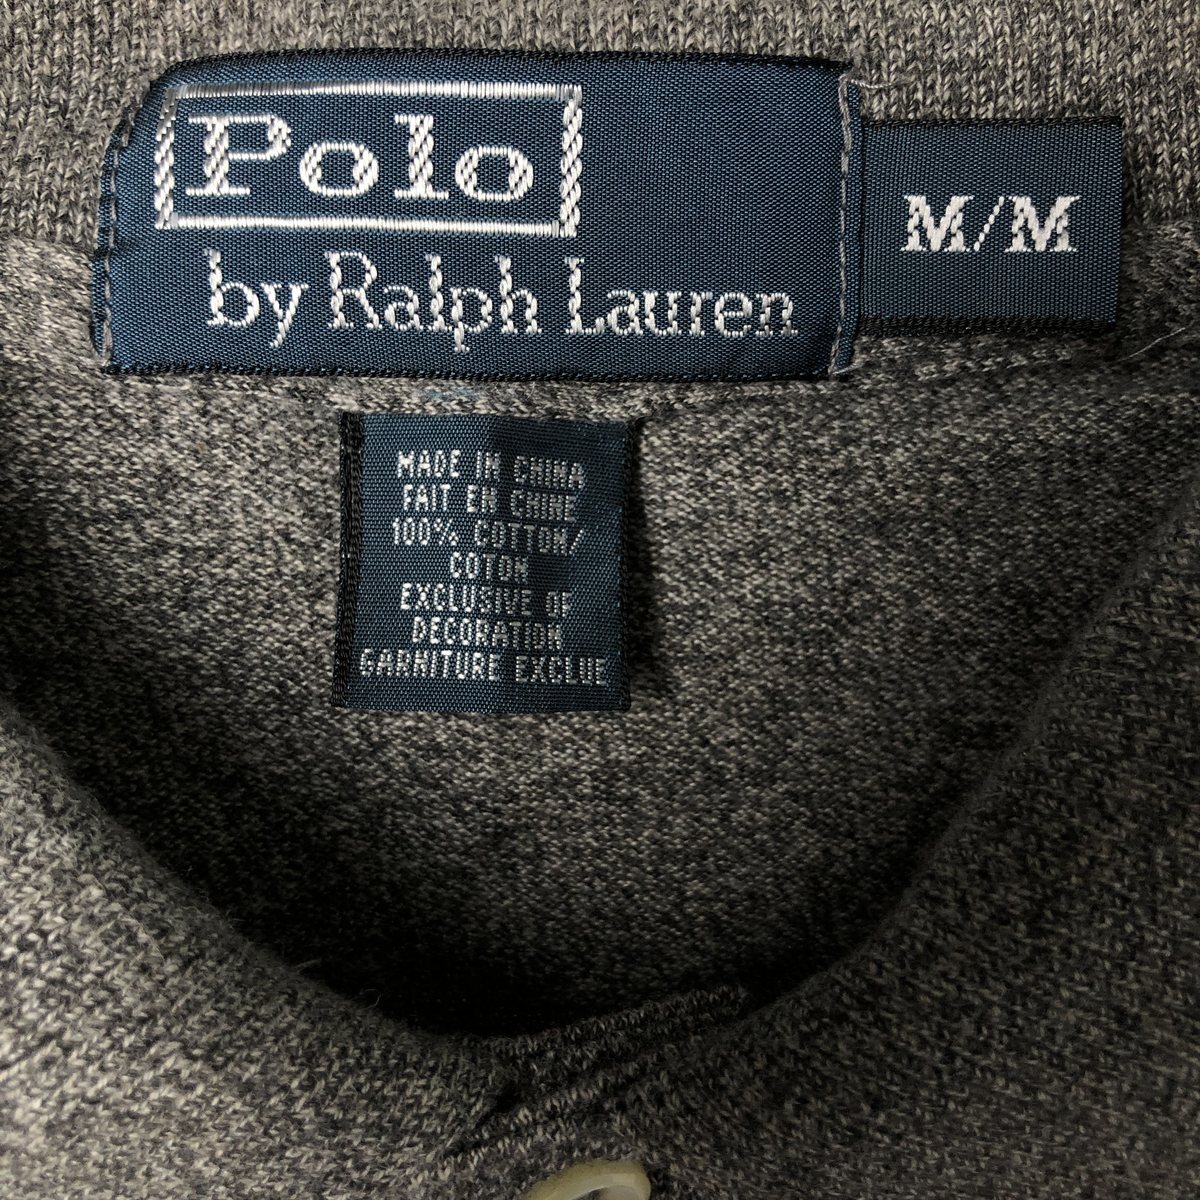 Polo
by Ralph Lauren
M/M
MADE IN CHINA
FAIT EN CHINE
100% COTTON/
COTON
EXCLUSIVE OF
DECORATION
GARNITURE EXCLUE